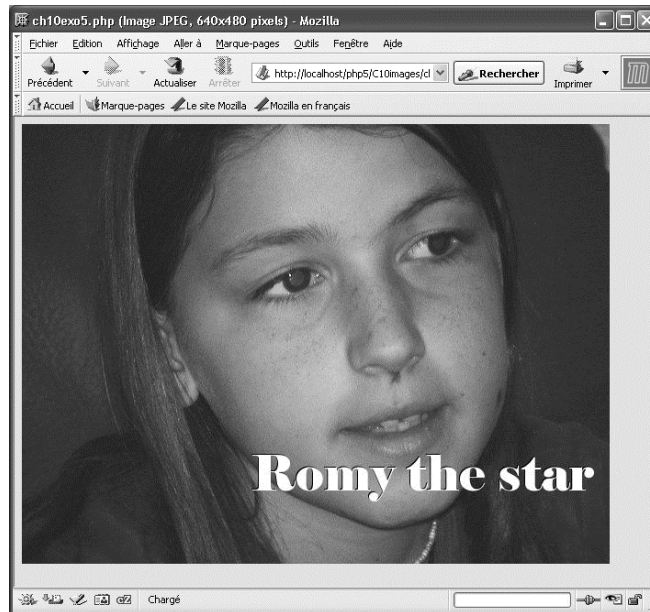 ch10exo5.php (Image JPEG, 640x480 pixels) - Mozilla
Fichier Edition Affichage Aller à Marque-pages Outils Fenêtre Aide
Précédent Suivant Actualiser Arrêter http://localhost/php5/C10images/cl Rechercher Imprimer
Accueil Marque-pages Le site Mozilla Mozilla en français
Romy the star
Chargé